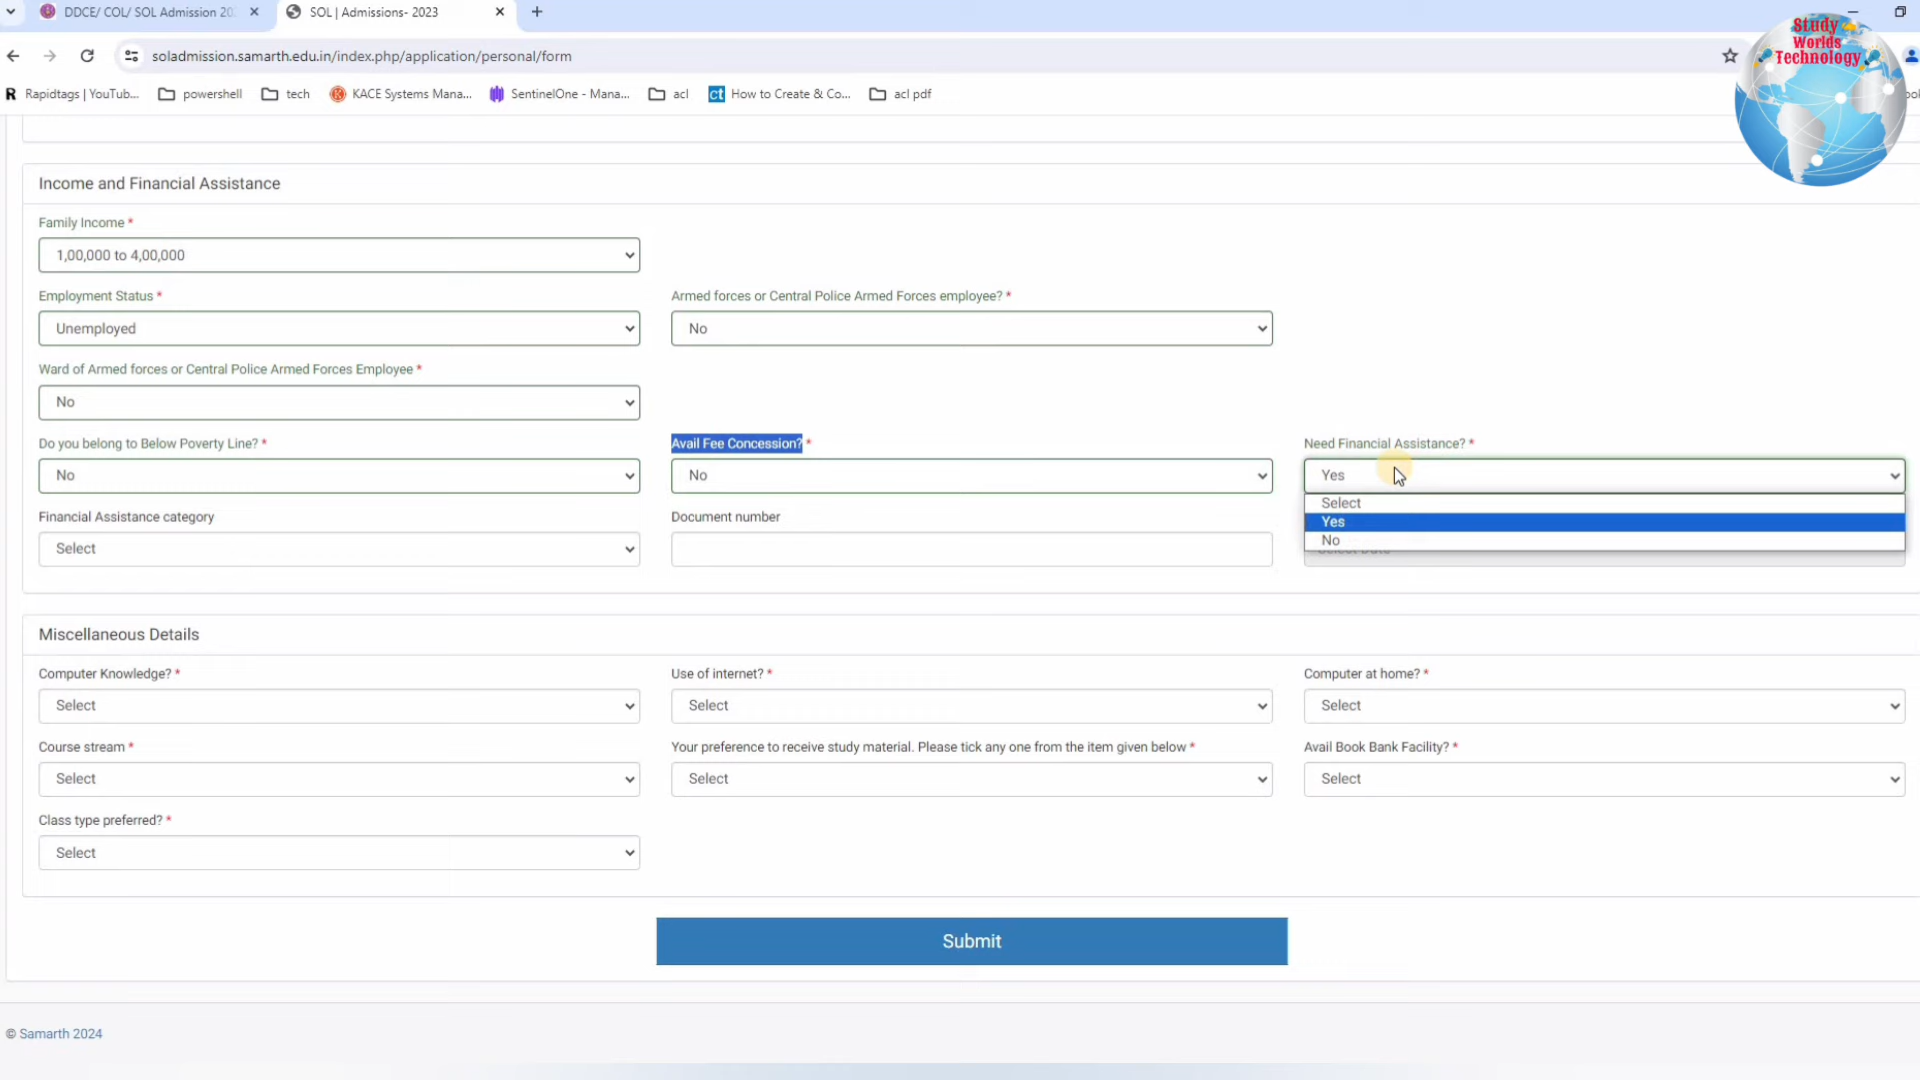 DDCE/ COL/ SOL Admission 20
SOL | Admissions- 2023
soladmission.samarth.edu.in/index.php/application/personal/form
Rapidtags | YouTub...
powershell
tech
KACE Systems Mana...
SentinelOne - Mana...
acl
How to Create & Co...
acl pdf
Study
Worlds
Technology
Income and Financial Assistance
Family Income *
1,00,000 to 4,00,000
Employment Status *
Armed forces or Central Police Armed Forces employee? *
Unemployed
No
Ward of Armed forces or Central Police Armed Forces Employee *
No
Do you belong to Below Poverty Line? *
Avail Fee Concession? *
Need Financial Assistance? *
No
No
Yes
Select
Yes
No
Financial Assistance category
Document number
Select
Miscellaneous Details
Computer Knowledge? *
Use of internet? *
Computer at home? *
Select
Select
Select
Course stream *
Your preference to receive study material. Please tick any one from the item given below *
Avail Book Bank Facility? *
Select
Select
Select
Class type preferred? *
Select
Submit
© Samarth 2024